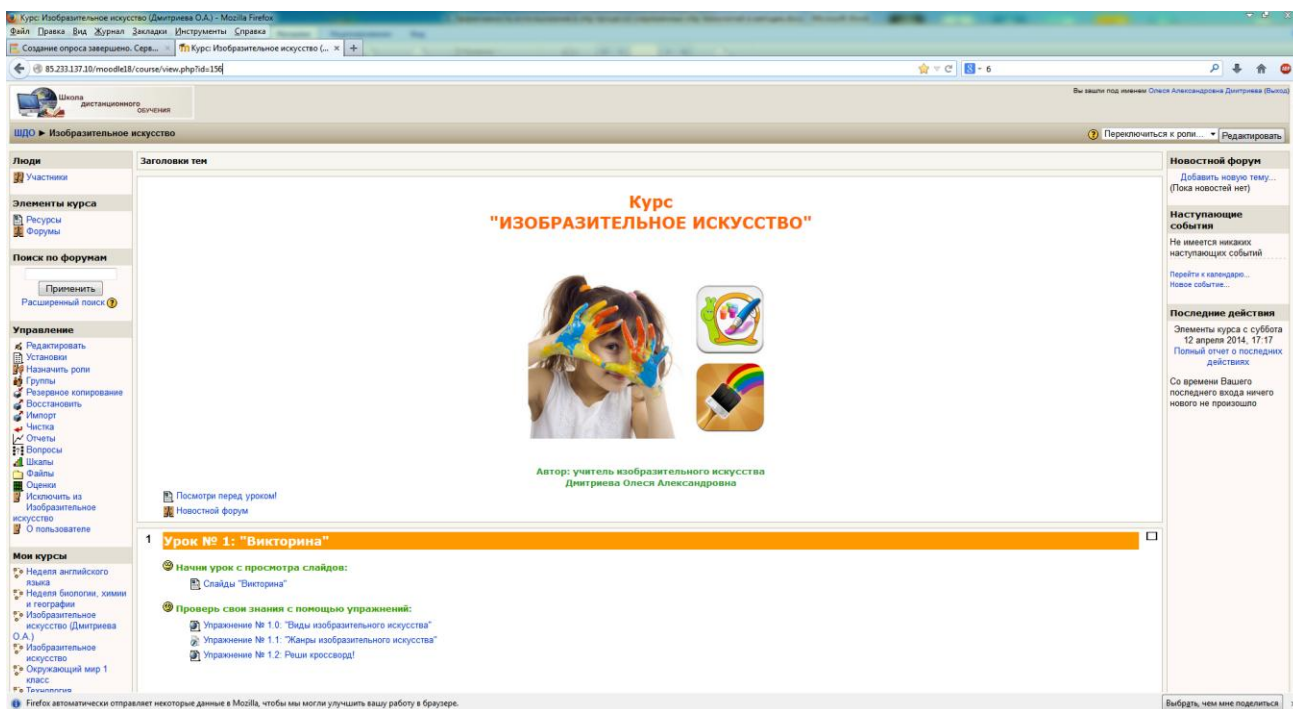 Курс: Изобразительное искусство (Дмитриева О.А.) - Mozilla Firefox
Файл Правка Вид Журнал Закладки Инструменты Справка
Создание опроса завершено. Серв...
Курс: Изобразительное искусство (...
85.233.137.10/moodle18/course/view.php?id=156
6
Школа
дистанционного
обучения
Вы зашли под именем Олеся Александровна Дмитриева (Выход)
ШДО ► Изобразительное искусство
Переключиться к роли...
Редактировать
Люди
Участники
Элементы курса
Ресурсы
Форумы
Поиск по форумам
Применить
Расширенный поиск
Управление
Редактировать
Установки
Назначить роли
Группы
Резервное копирование
Восстановить
Импорт
Чистка
Отчеты
Вопросы
Шкалы
Файлы
Оценки
Исключить из
Изобразительное
искусство
О пользователе
Мои курсы
Неделя английского
языка
Неделя биологии, химии
и географии
Изобразительное
искусство (Дмитриева
О.А.)
Изобразительное
искусство
Окружающий мир 1
класс
Технология
Заголовки тем
Курс
"ИЗОБРАЗИТЕЛЬНОЕ ИСКУССТВО"
Автор: учитель изобразительного искусства
Дмитриева Олеся Александровна
Посмотри перед уроком!
Новостной форум
1
Урок № 1: "Викторина"
Начни урок с просмотра слайдов:
Слайды "Викторина"
Проверь свои знания с помощью упражнений:
Упражнение № 1.0: "Виды изобразительного искусства"
Упражнение № 1.1: "Жанры изобразительного искусства"
Упражнение № 1.2: Реши кроссворд!
Новостной форум
Добавить новую тему...
(Пока новостей нет)
Наступающие
события
Не имеется никаких
наступающих событий
Перейти к календарю...
Новое событие...
Последние действия
Элементы курса с суббота
12 апреля 2014, 17:17
Полный отчет о последних
действиях
Со времени Вашего
последнего входа ничего
нового не произошло
Firefox автоматически отправляет некоторые данные в Mozilla, чтобы мы могли улучшить вашу работу в браузере.
Выбрать, чем мне поделиться